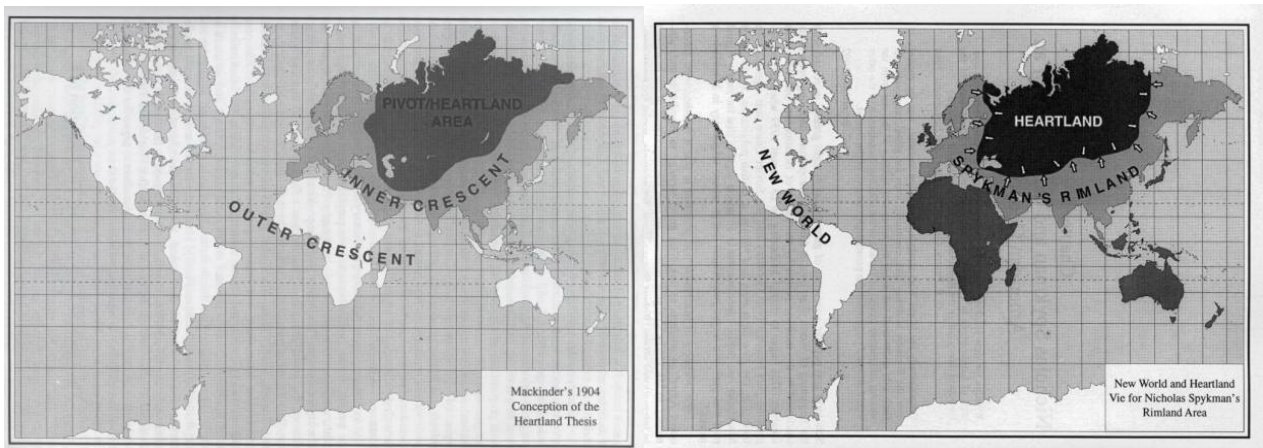 PIVOT/HEARTLAND
AREA
INNER CRESCENT
OUTER CRESCENT
Mackinder's 1904
Conception of the
Heartland Thesis
HEARTLAND
SPYKMAN'S RIMLAND
NEW WORLD
New World and Heartland
Vie for Nicholas Spykman's
Rimland Area